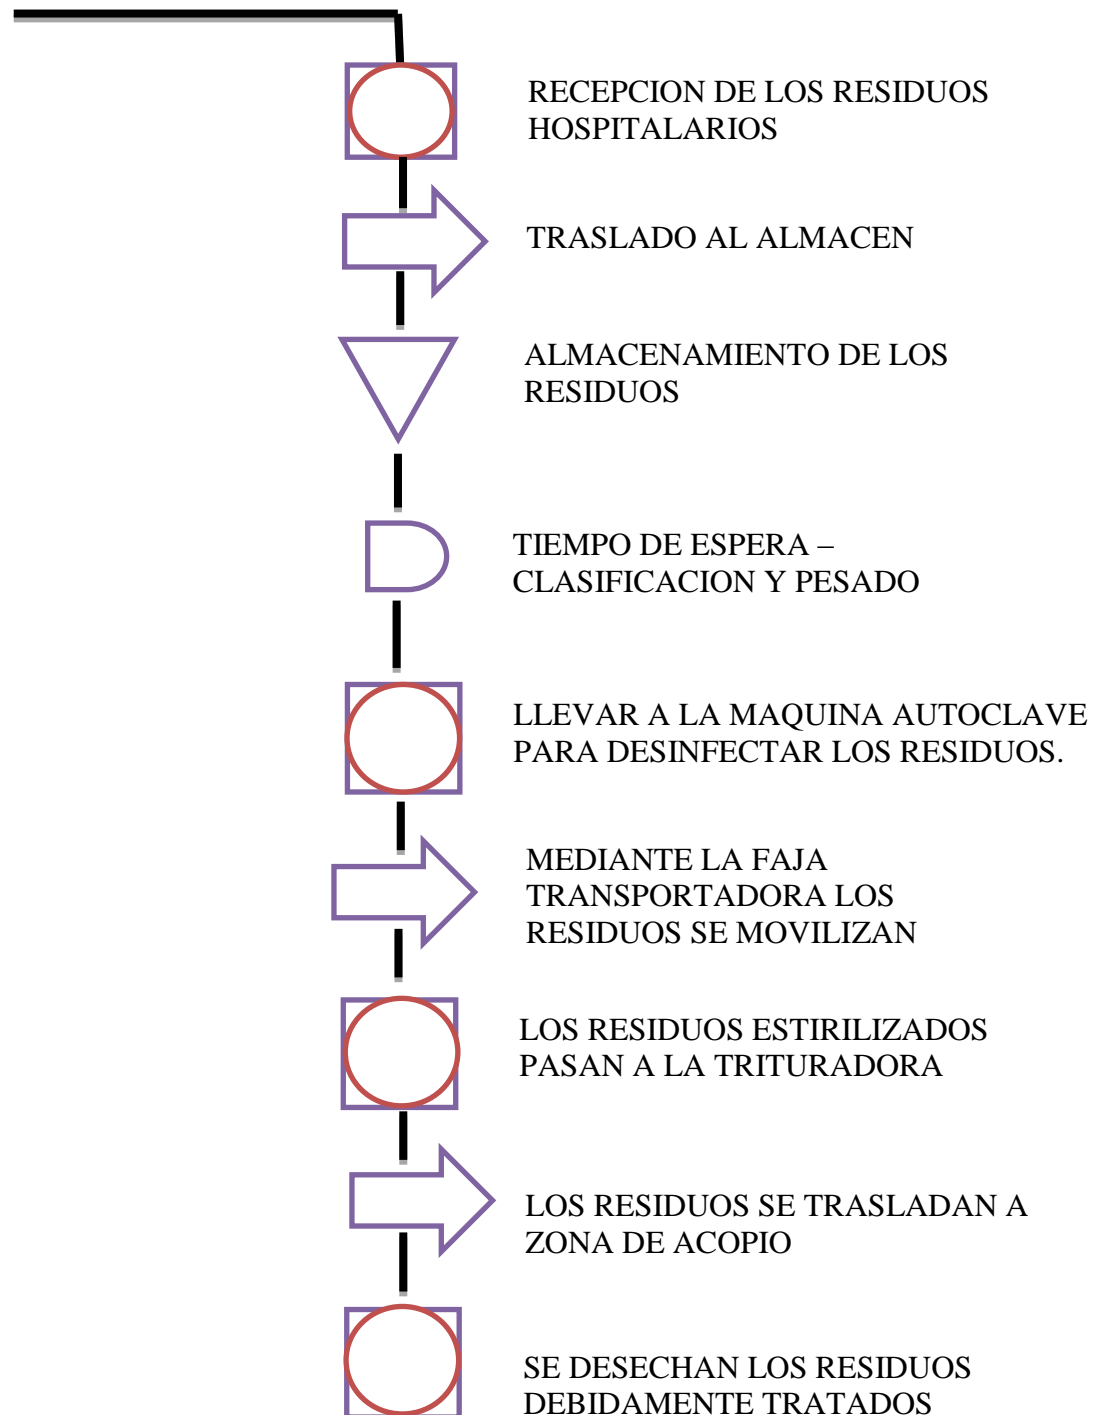 RECEPCION DE LOS RESIDUOS
HOSPITALARIOS
TRASLADO AL ALMACEN
ALMACENAMIENTO DE LOS
RESIDUOS
TIEMPO DE ESPERA –
CLASIFICACION Y PESADO
LLEVAR A LA MAQUINA AUTOCLAVE
PARA DESINFECTAR LOS RESIDUOS.
MEDIANTE LA FAJA
TRANSPORTADORA LOS
RESIDUOS SE MOVILIZAN
LOS RESIDUOS ESTIRILIZADOS
PASAN A LA TRITURADORA
LOS RESIDUOS SE TRASLADAN A
ZONA DE ACOPIO
SE DESECHAN LOS RESIDUOS
DEBIDAMENTE TRATADOS